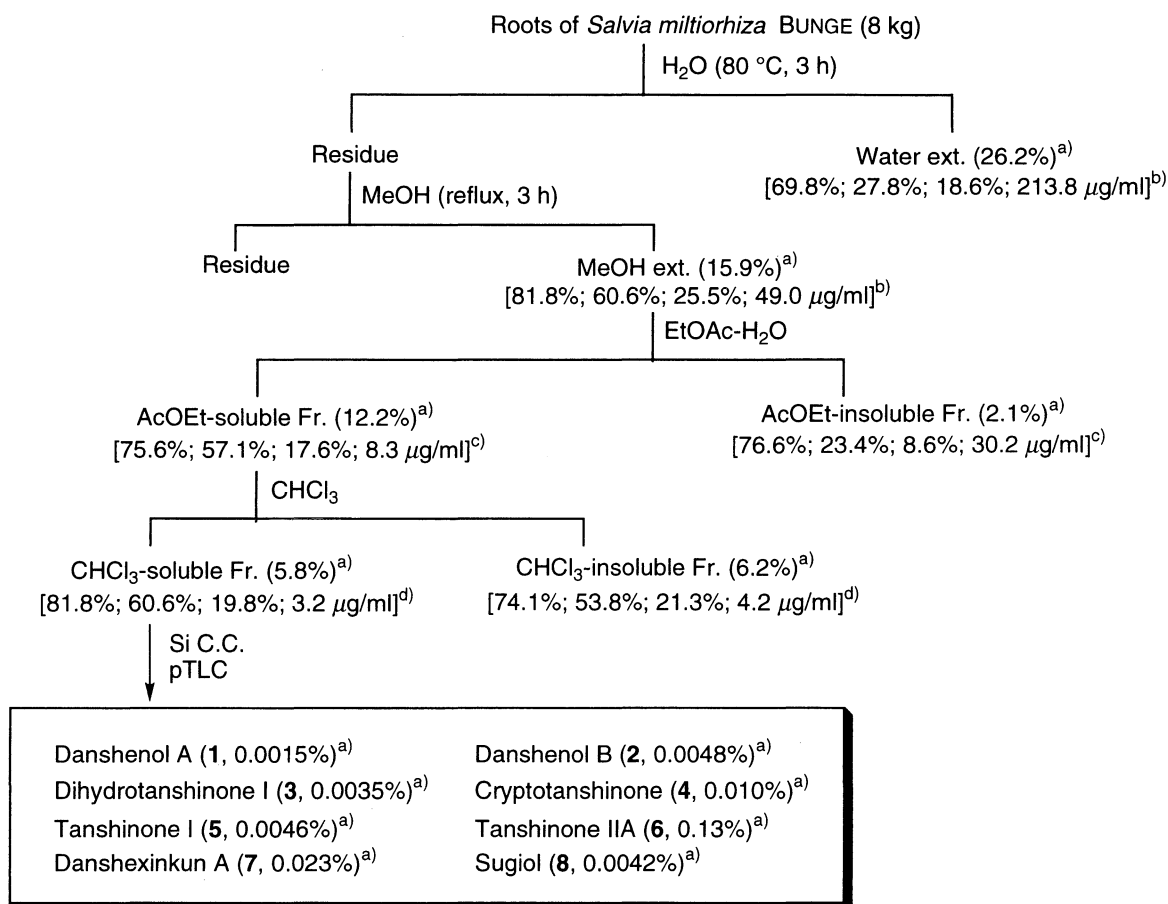 Roots of Salvia miltiorhiza BUNGE (8 kg)
H₂O (80 °C, 3 h)
Residue
Water ext. (26.2%)ᵃ⁾
[69.8%; 27.8%; 18.6%; 213.8 μg/ml]ᵇ⁾
MeOH (reflux, 3 h)
Residue
MeOH ext. (15.9%)ᵃ⁾
[81.8%; 60.6%; 25.5%; 49.0 μg/ml]ᵇ⁾
EtOAc-H₂O
AcOEt-soluble Fr. (12.2%)ᵃ⁾
[75.6%; 57.1%; 17.6%; 8.3 μg/ml]ᶜ⁾
AcOEt-insoluble Fr. (2.1%)ᵃ⁾
[76.6%; 23.4%; 8.6%; 30.2 μg/ml]ᶜ⁾
CHCl₃
CHCl₃-soluble Fr. (5.8%)ᵃ⁾
[81.8%; 60.6%; 19.8%; 3.2 μg/ml]ᵈ⁾
CHCl₃-insoluble Fr. (6.2%)ᵃ⁾
[74.1%; 53.8%; 21.3%; 4.2 μg/ml]ᵈ⁾
Si C.C.
pTLC
Danshenol A (1, 0.0015%)ᵃ⁾ Danshenol B (2, 0.0048%)ᵃ⁾
Dihydrotanshinone I (3, 0.0035%)ᵃ⁾ Cryptotanshinone (4, 0.010%)ᵃ⁾
Tanshinone I (5, 0.0046%)ᵃ⁾ Tanshinone IIA (6, 0.13%)ᵃ⁾
Danshexinkun A (7, 0.023%)ᵃ⁾ Sugiol (8, 0.0042%)ᵃ⁾